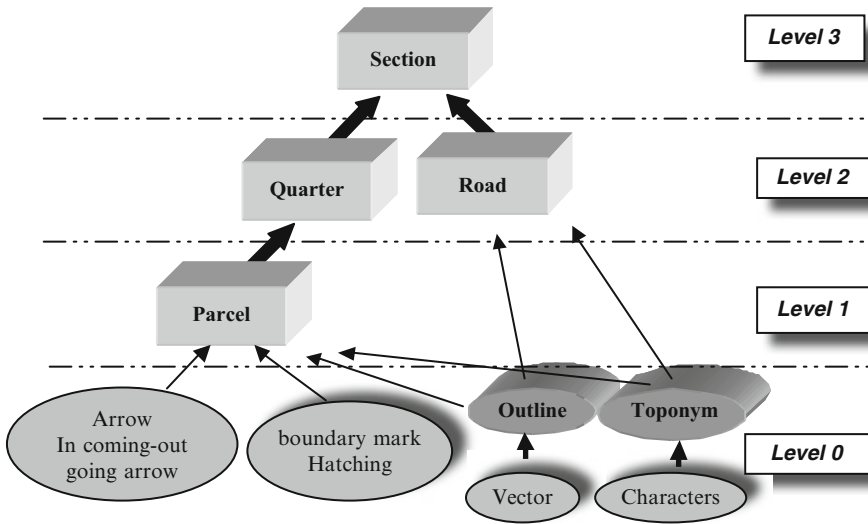 Section
Level 3
Quarter
Road
Level 2
Parcel
Level 1
Arrow
In coming-out
going arrow
boundary mark
Hatching
Outline
Toponym
Vector
Characters
Level 0